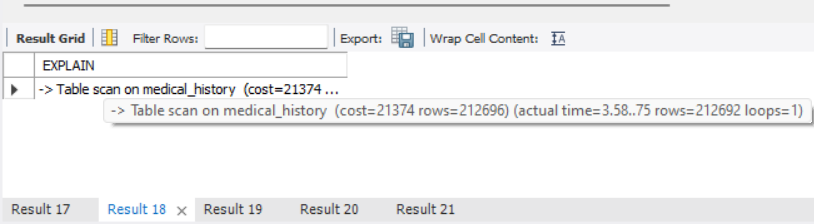 Result Grid Filter Rows: Export: Wrap Cell Content: IA
EXPLAIN
-> Table scan on medical_history (cost=21374 ...
-> Table scan on medical_history (cost=21374 rows=212696) (actual time=3.58..75 rows=212692 loops=1)
Result 17 Result 18 × Result 19 Result 20 Result 21